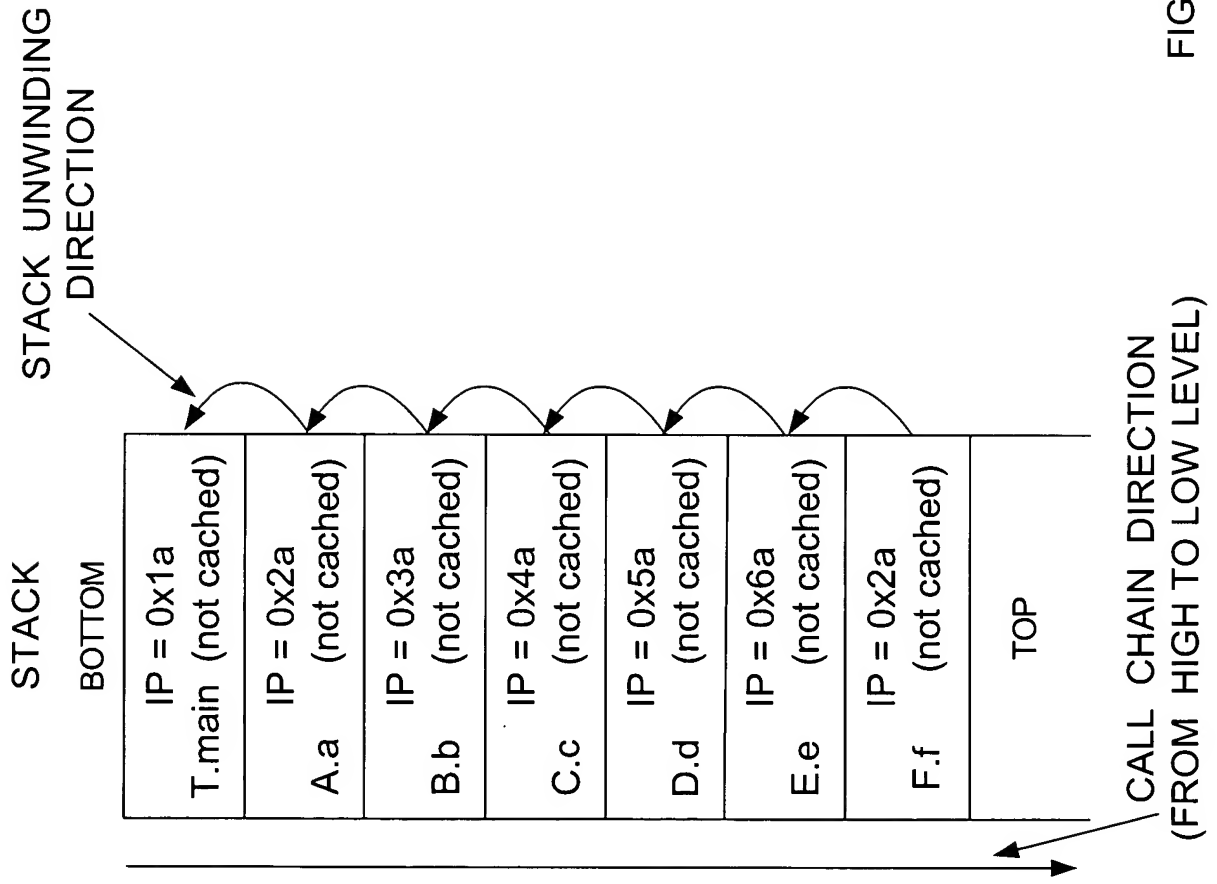 STACK
BOTTOM
STACK UNWINDING
DIRECTION
IP = 0x1a
T.main (not cached)
IP = 0x2a
A.a (not cached)
IP = 0x3a
B.b (not cached)
IP = 0x4a
C.c (not cached)
IP = 0x5a
D.d (not cached)
IP = 0x6a
E.e (not cached)
IP = 0x2a
F.f (not cached)
TOP
CALL CHAIN DIRECTION
(FROM HIGH TO LOW LEVEL)
FIG